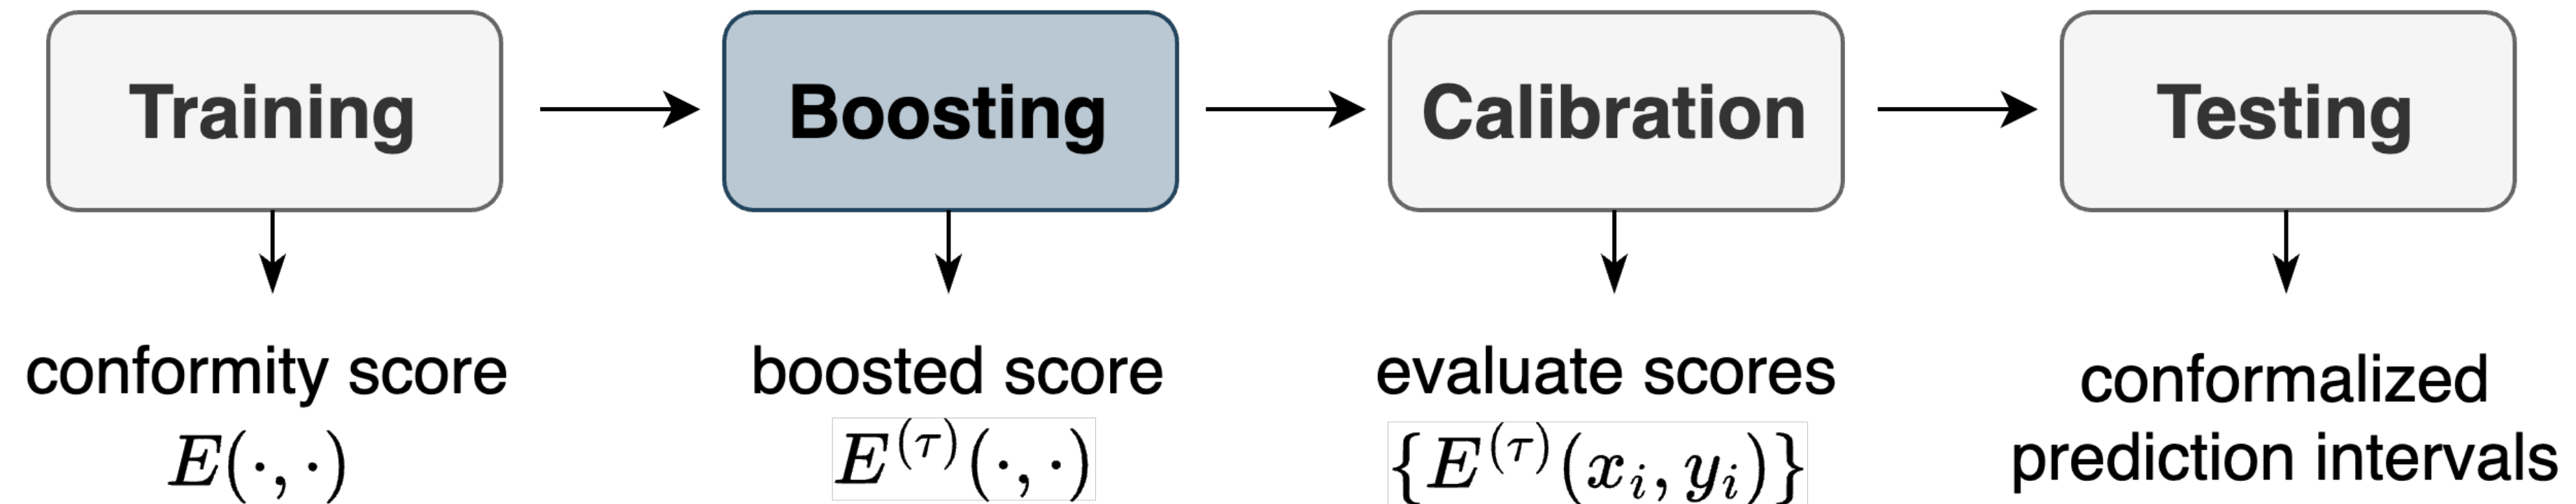 Training
Boosting
Calibration
Testing
conformity score
E(·,·)
boosted score
E^{(τ)}(·,·)
evaluate scores
{E^{(τ)}(x_i, y_i)}
conformalized
prediction intervals